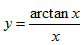 y = arctan x / x